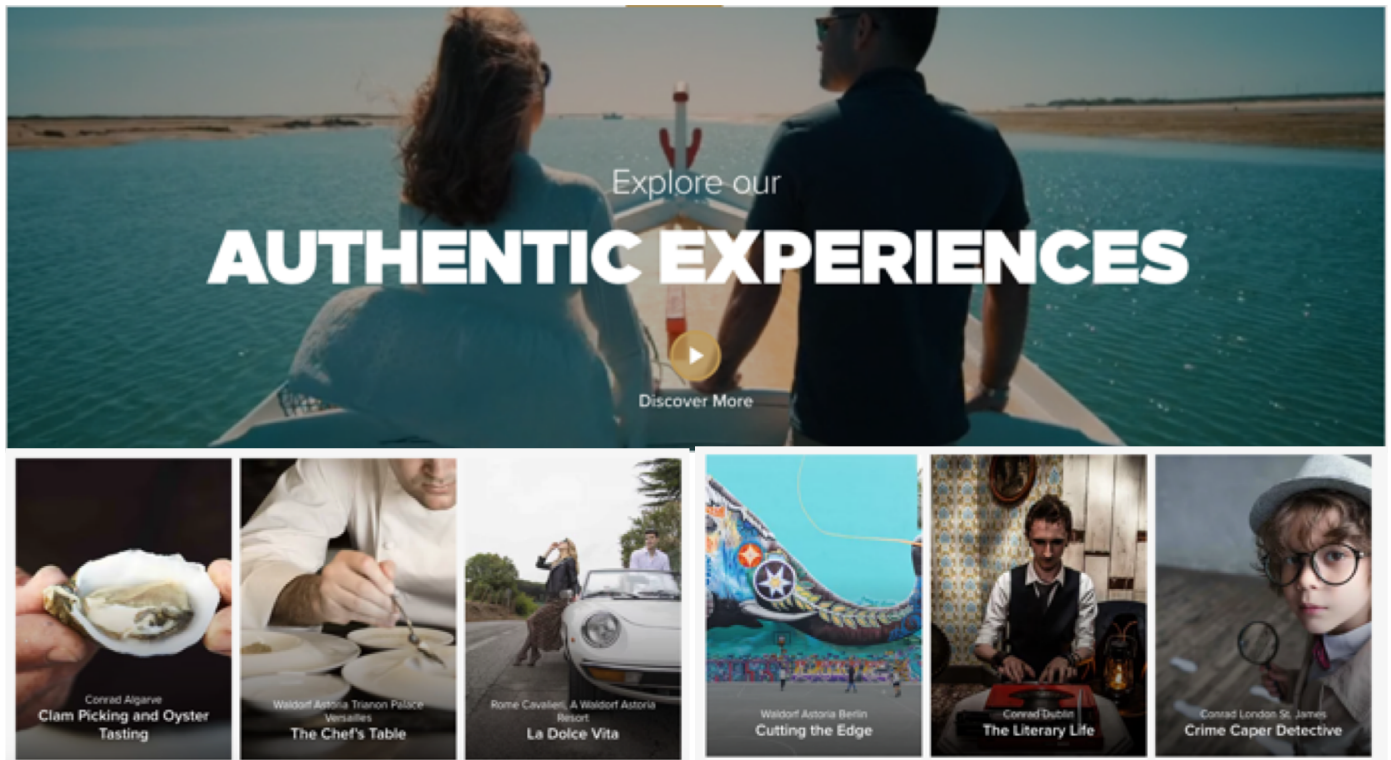 Explore our
AUTHENTIC EXPERIENCES
Discover More
Conrad Algarve
Clam Picking and Oyster
Tasting
Waldorf Astoria Trianon Palace
Versailles
The Chef's Table
Rome Cavalieri, A Waldorf Astoria
Resort
La Dolce Vita
Waldorf Astoria Berlin
Cutting the Edge
Conrad Dublin
The Literary Life
Conrad London St. James
Crime Caper Detective